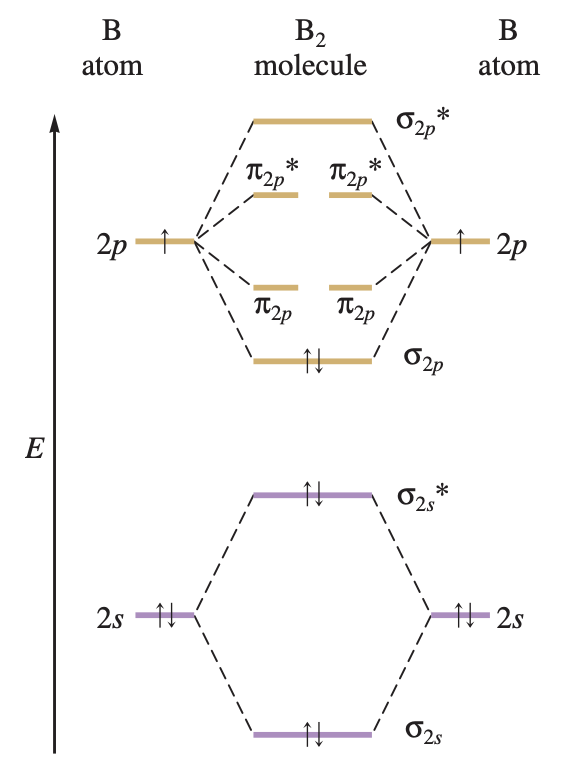 B B₂ B
atom molecule atom
σ₂ₚ*
π₂ₚ* π₂ₚ*
2p ↑ ↑ 2p
π₂ₚ π₂ₚ
↑↓ σ₂ₚ
E
↑↓ σ₂ₛ*
2s ↑↓ ↑↓ 2s
↑↓ σ₂ₛ